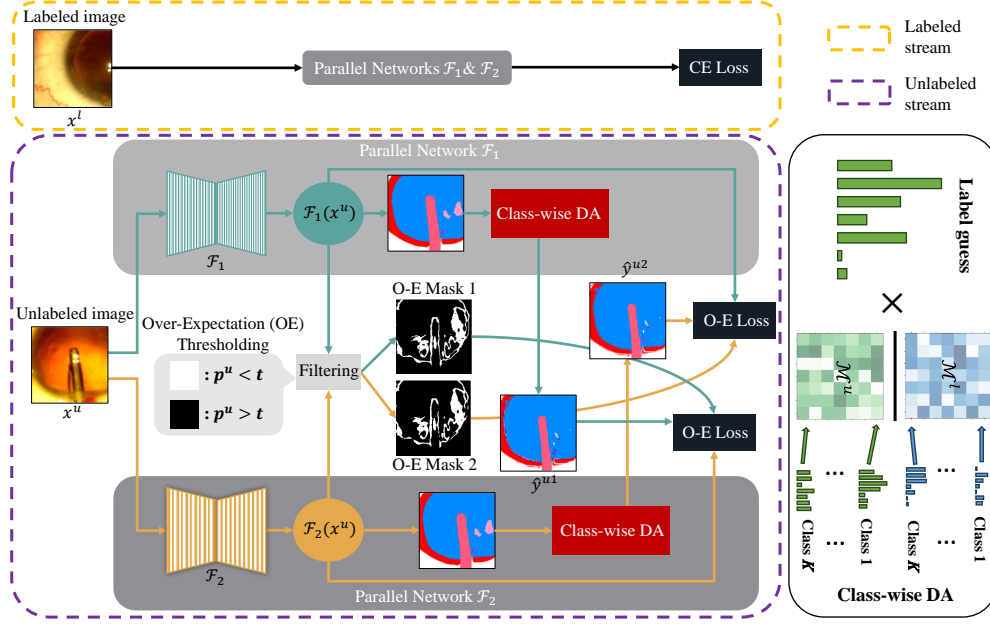 Labeled image
x^l
Parallel Networks ℱ₁& ℱ₂
CE Loss
Labeled
stream
Unlabeled
stream
Parallel Network ℱ₁
ℱ₁
ℱ₁(x^u)
Class-wise DA
Unlabeled image
x^u
Over-Expectation (OE)
Thresholding
: p^u < t
: p^u > t
Filtering
O-E Mask 1
O-E Mask 2
ŷ^u2
O-E Loss
ŷ^u1
O-E Loss
ℱ₂
ℱ₂(x^u)
Class-wise DA
Parallel Network ℱ₂
Label guess
×
ℳ^u
ℳ^l
...
...
Class K
...
Class 1
Class K
...
Class 1
Class-wise DA